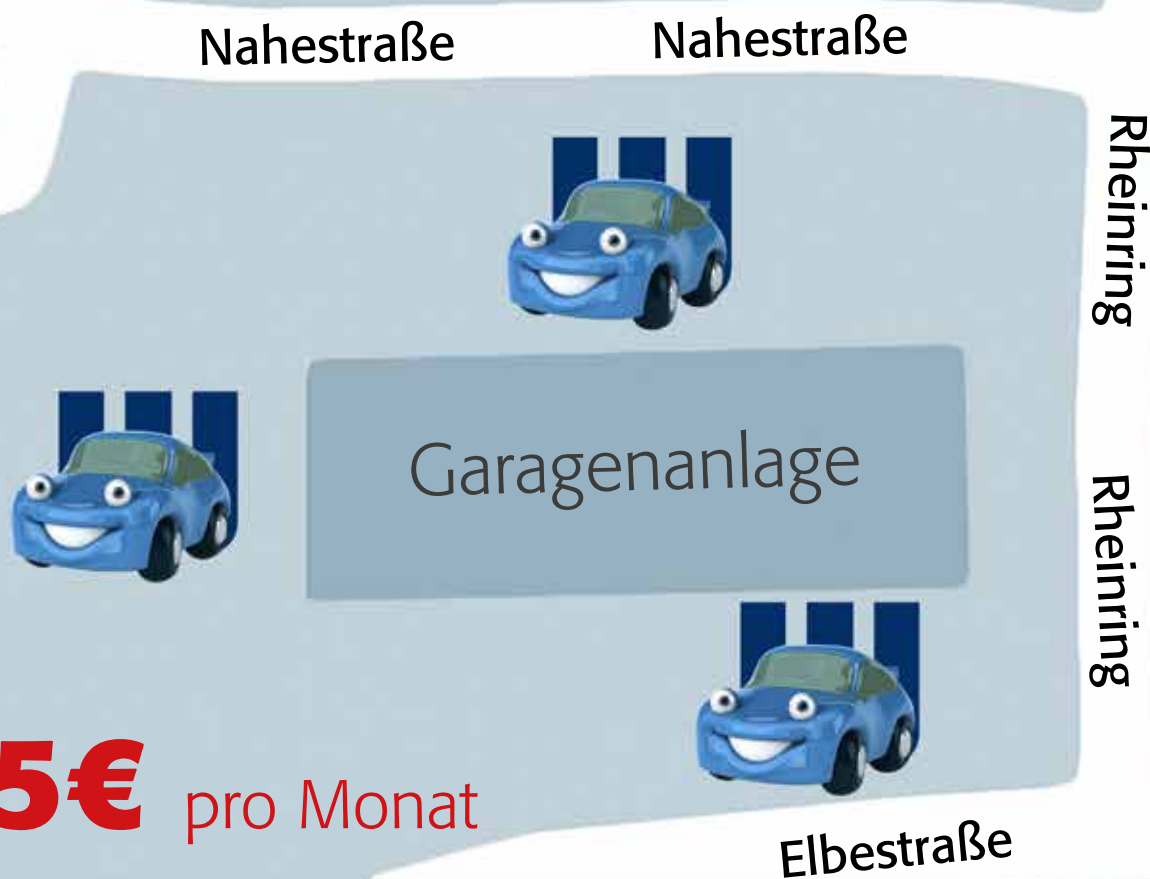 Nahestraße Nahestraße
Rheinring
Garagenanlage
Rheinring
5€ pro Monat
Elbestraße